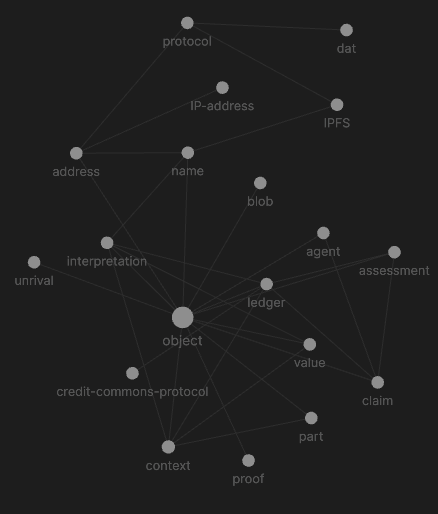 protocol
dat
IP-address
IPFS
address
name
blob
agent
interpretation
assessment
unrival
ledger
object
value
credit-commons-protocol
claim
part
context
proof